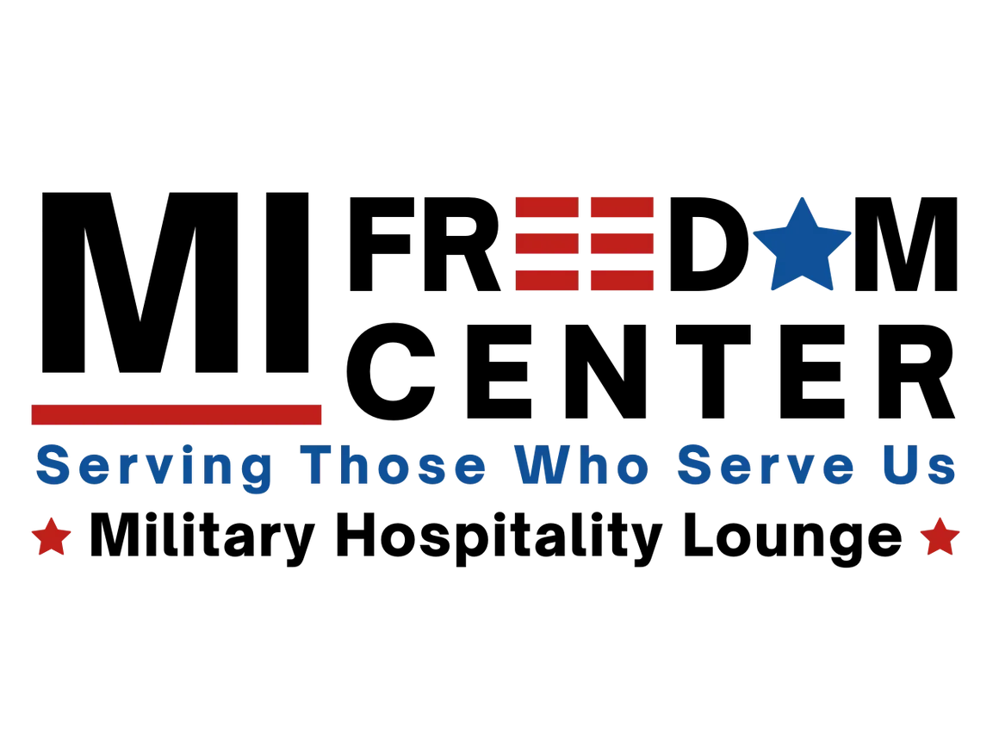 MI FREEDOM
CENTER
Serving Those Who Serve Us
Military Hospitality Lounge